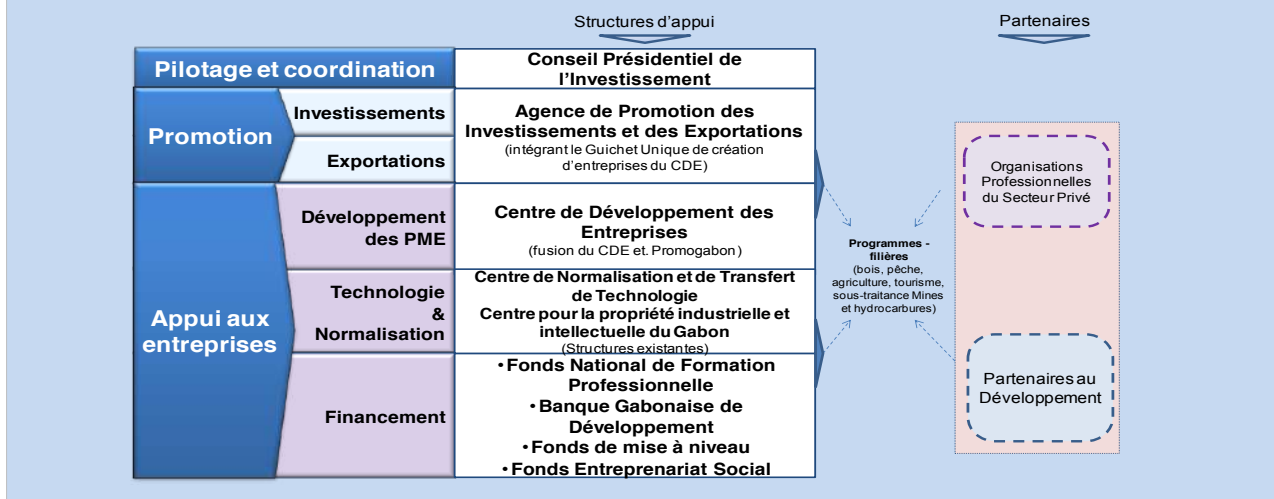 Structures d'appui
Partenaires
Pilotage et coordination
Conseil Présidentiel de
l'Investissement
Promotion
Investissements
Exportations
Agence de Promotion des
Investissements et des Exportations
(intégrant le Guichet Unique de création
d'entreprises du CDE)
Appui aux
entreprises
Développement
des PME
Centre de Développement des
Entreprises
(fusion du CDE et. Promogabon)
Technologie
&
Normalisation
Centre de Normalisation et de Transfert
de Technologie
Centre pour la propriété industrielle et
intellectuelle du Gabon
(Structures existantes)
Financement
•Fonds National de Formation
Professionnelle
•Banque Gabonaise de
Développement
•Fonds de mise à niveau
•Fonds Entreprenariat Social
Programmes -
filières
(bois, pêche,
agriculture, tourisme,
sous-traitance Mines
et hydrocarbures)
Organisations
Professionnelles
du Secteur Privé
Partenaires au
Développement